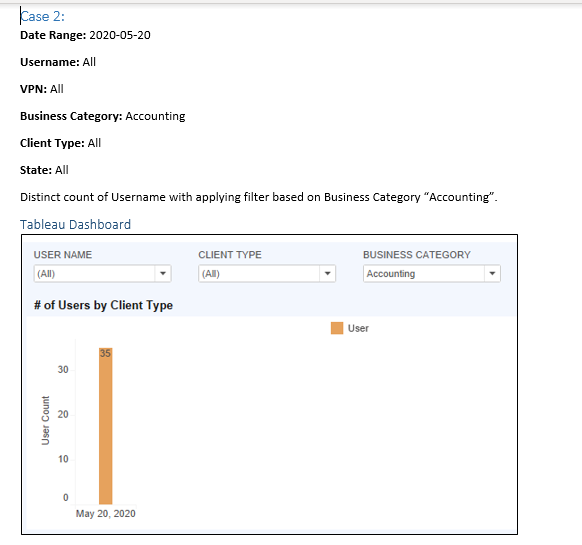 Case 2:
Date Range: 2020-05-20
Username: All
VPN: All
Business Category: Accounting
Client Type: All
State: All
Distinct count of Username with applying filter based on Business Category “Accounting”.
Tableau Dashboard
USER NAME CLIENT TYPE BUSINESS CATEGORY
(All) (All) Accounting
# of Users by Client Type
User
35
30
20
10
0
User Count
May 20, 2020